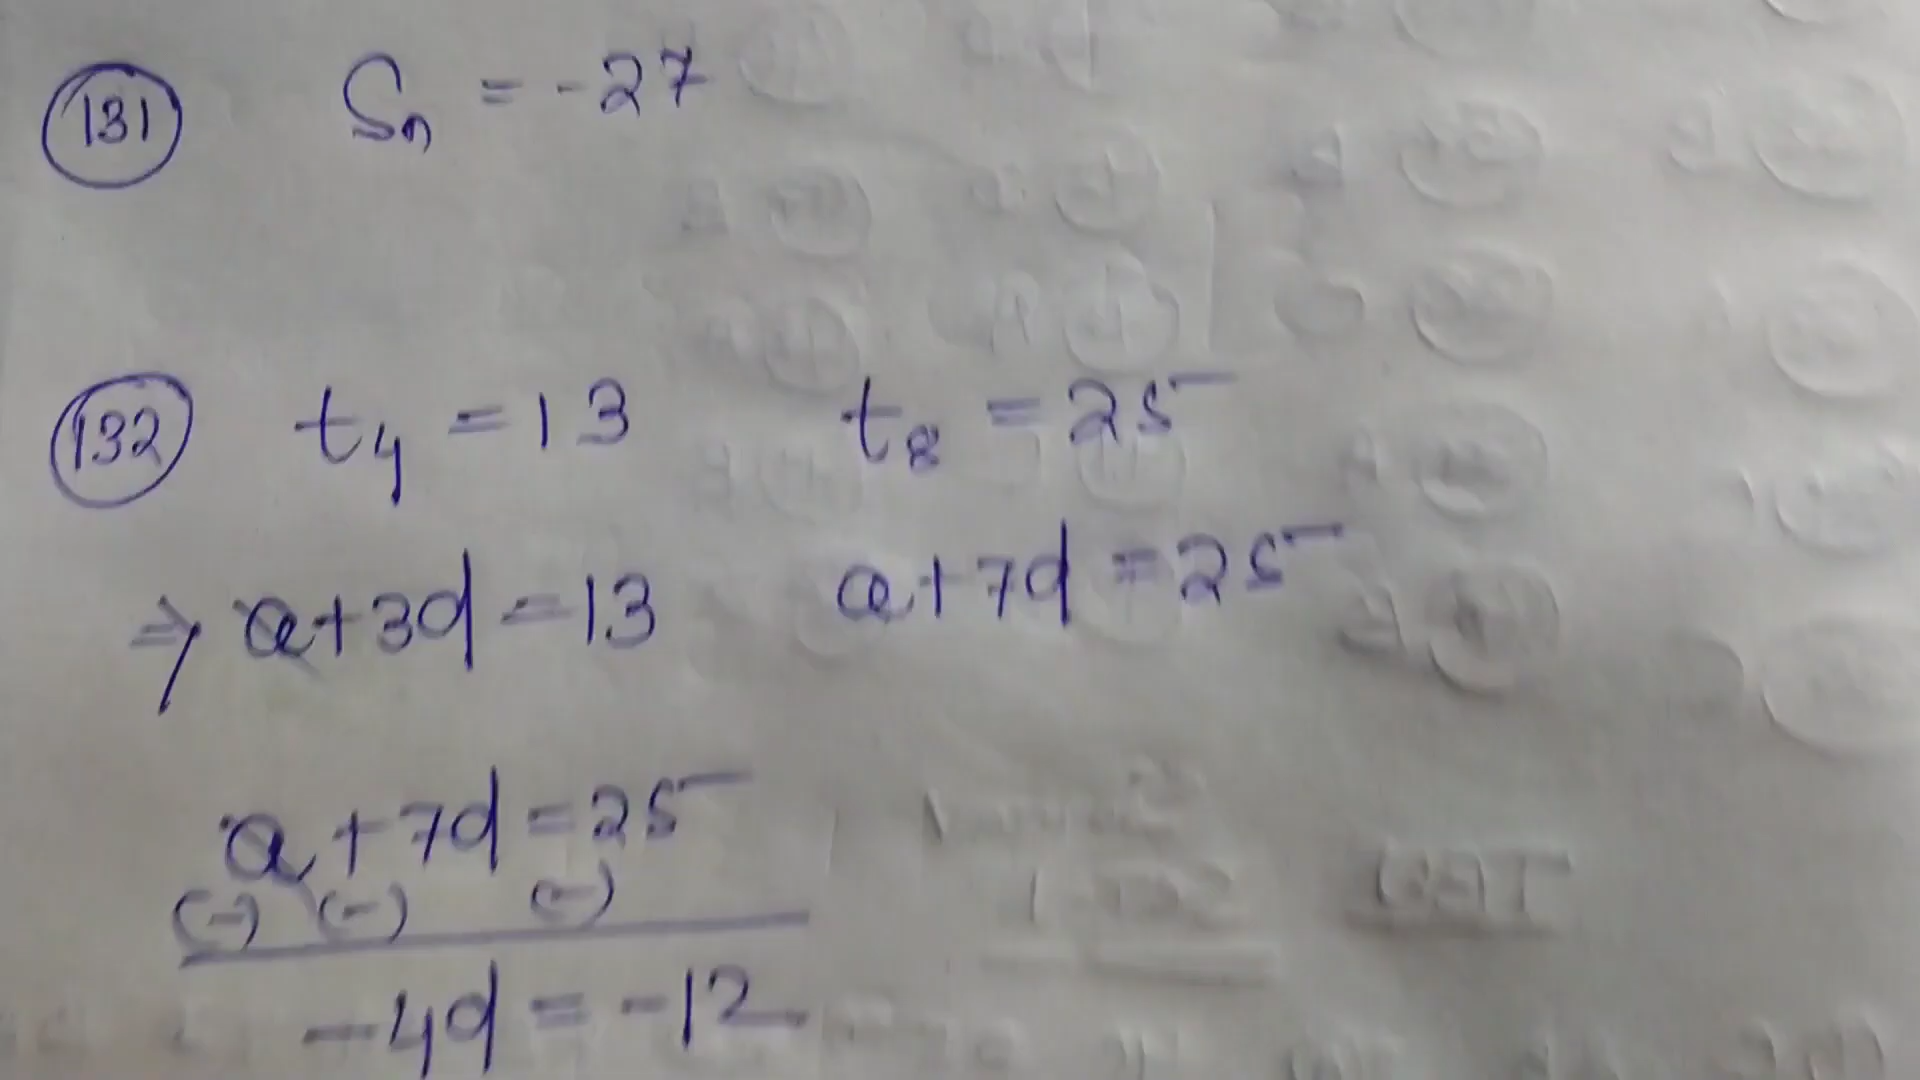 131 Sn = -27
132 t4 = 13 t8 = 25
⇒ a+3d = 13 a+7d = 25
a+7d = 25
(-) (-) (-)
-4d = -12